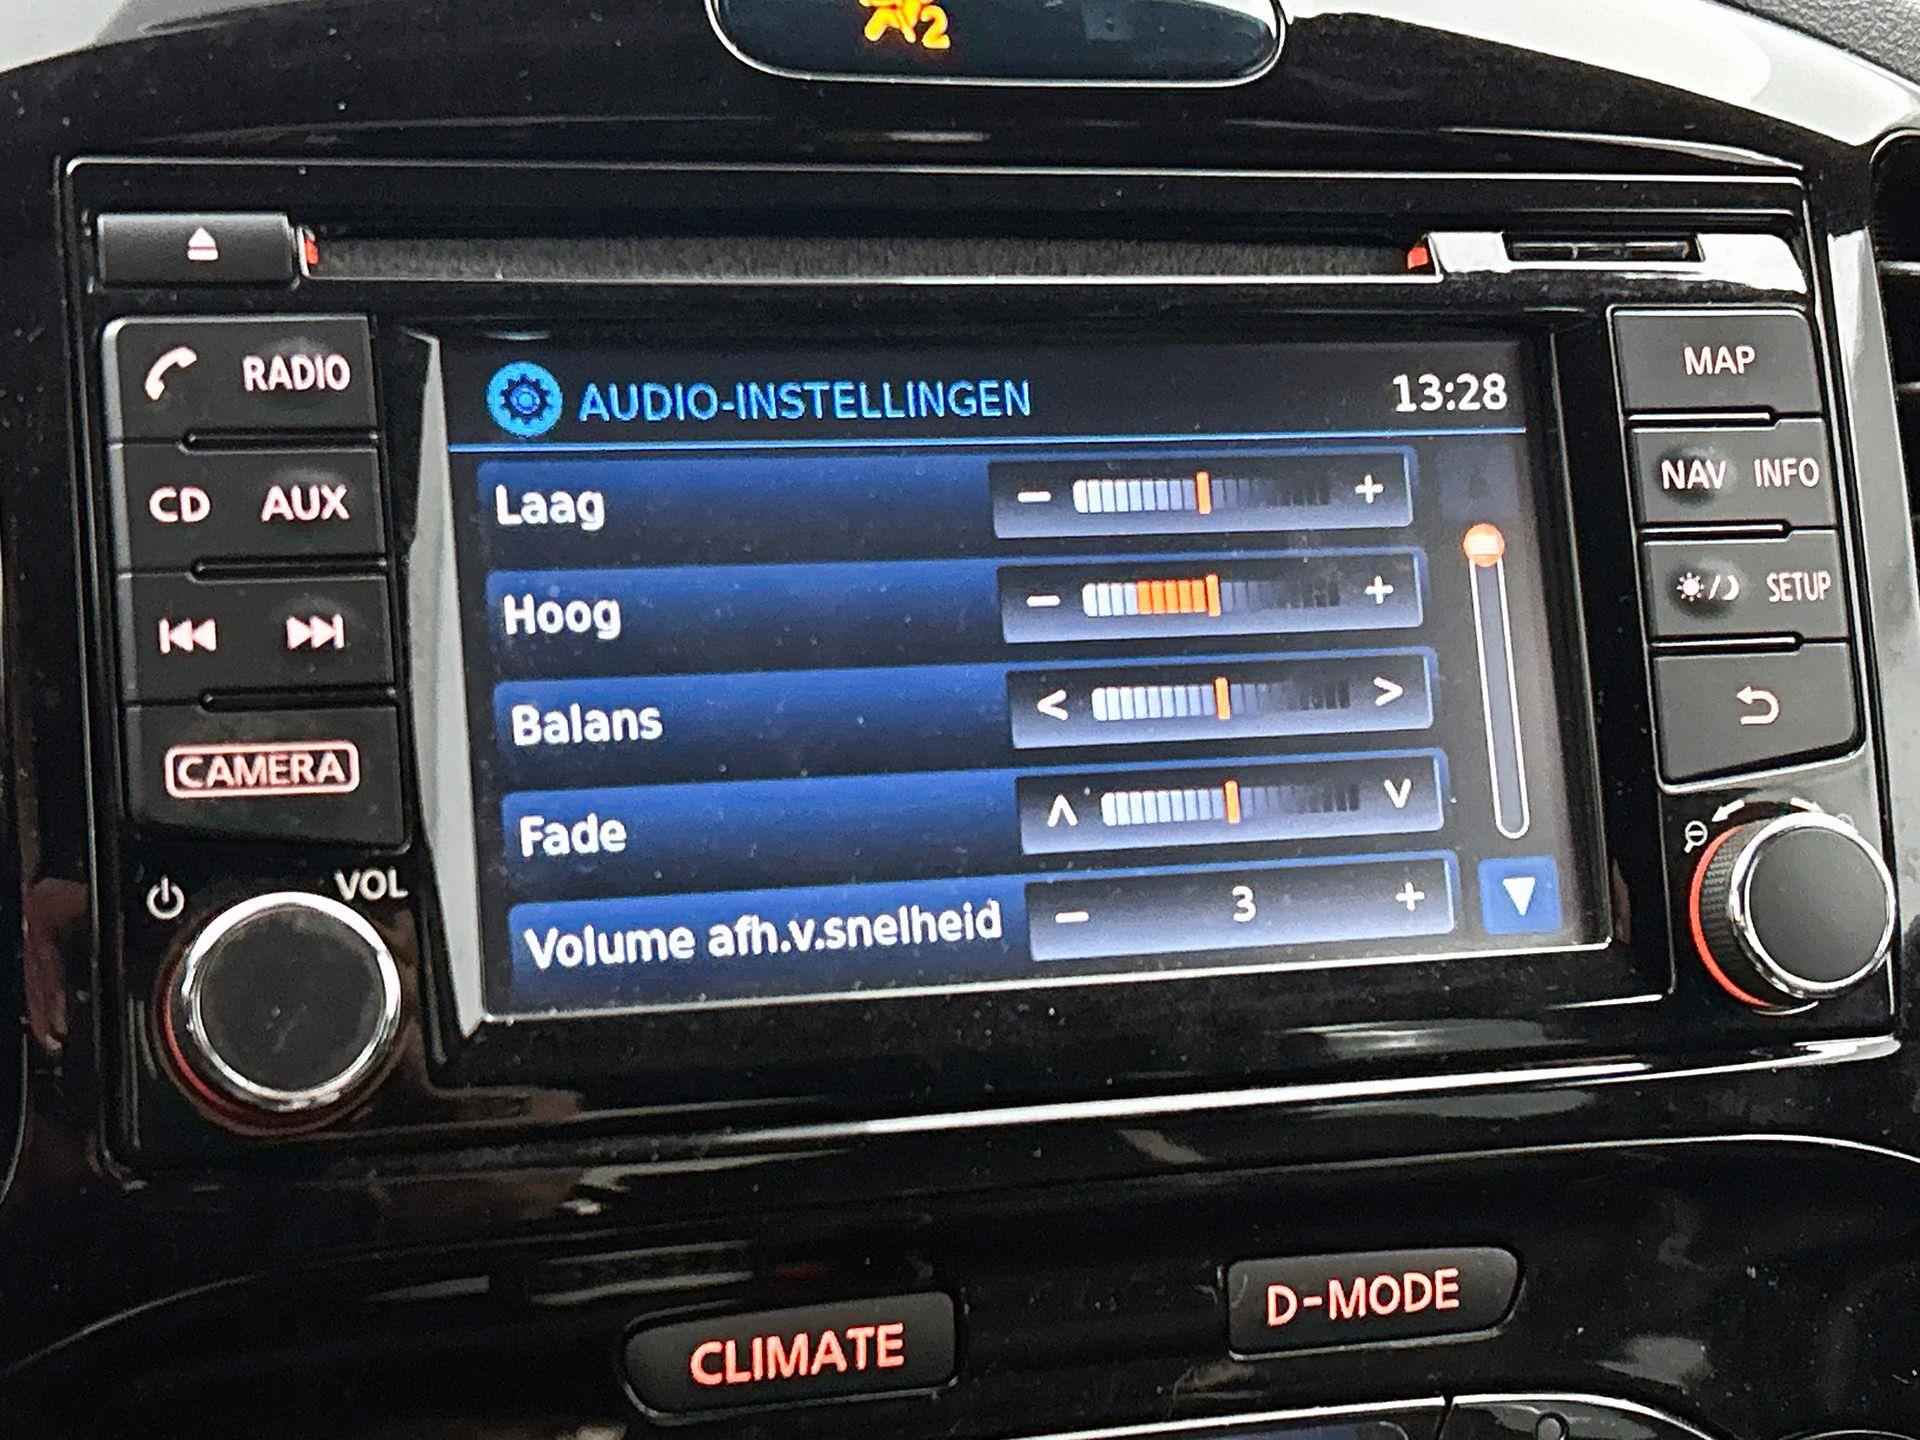 2
RADIO
CD AUX
CAMERA
VOL
AUDIO-INSTELLINGEN 13:28
Laag − +
Hoog − +
Balans < >
Fade ∧ ∨
Volume afh.v.snelheid − 3 +
MAP
NAV INFO
SETUP
CLIMATE
D-MODE